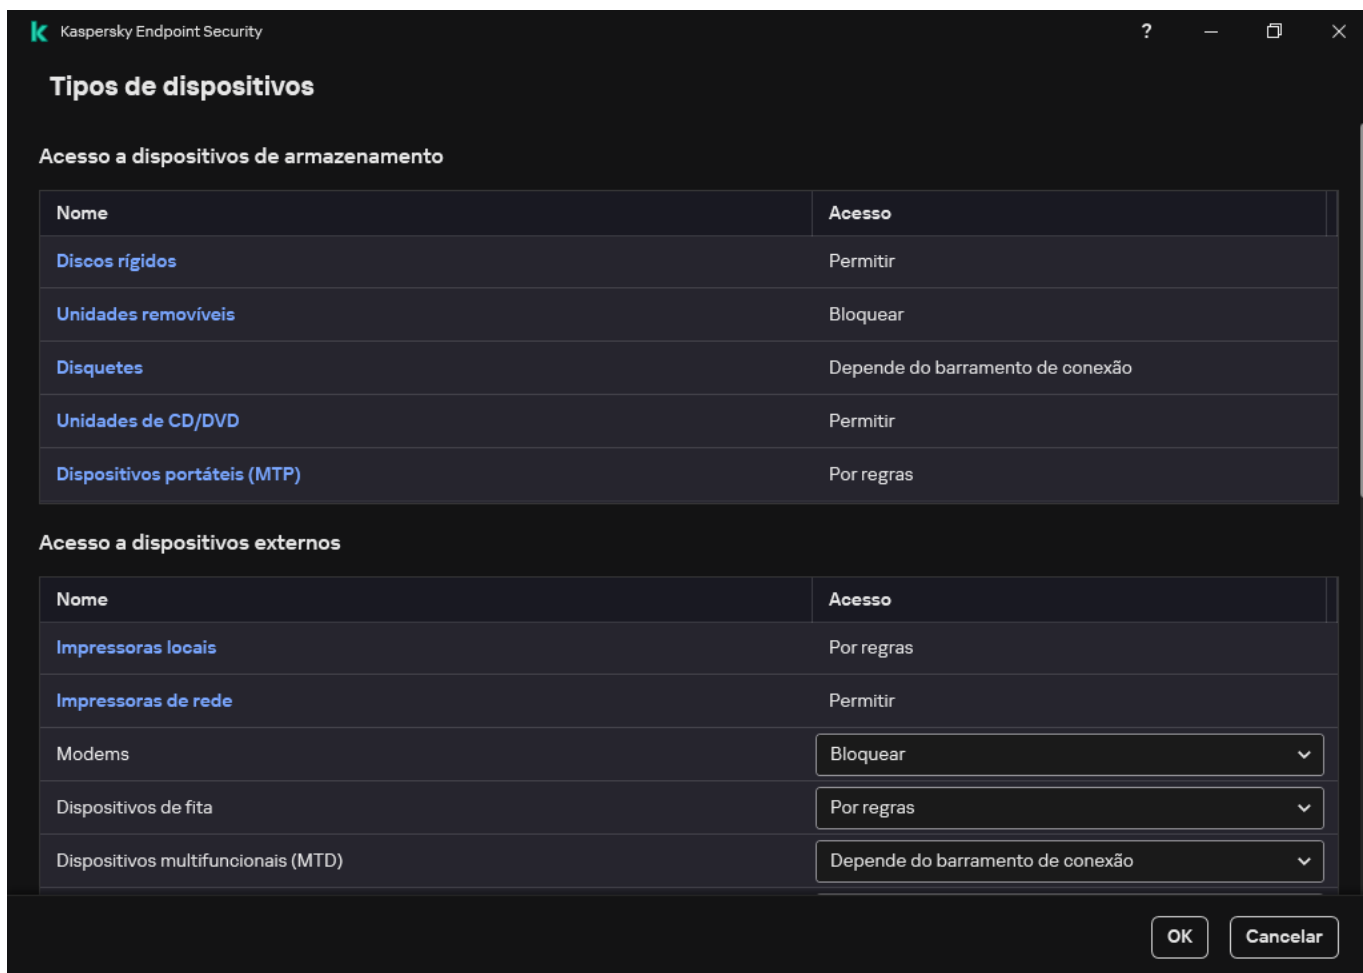 Kaspersky Endpoint Security ?
Tipos de dispositivos
Acesso a dispositivos de armazenamento
Nome Acesso
Discos rígidos Permitir
Unidades removíveis Bloquear
Disquetes Depende do barramento de conexão
Unidades de CD/DVD Permitir
Dispositivos portáteis (MTP) Por regras
Acesso a dispositivos externos
Nome Acesso
Impressoras locais Por regras
Impressoras de rede Permitir
Modems Bloquear
Dispositivos de fita Por regras
Dispositivos multifuncionais (MTD) Depende do barramento de conexão
OK Cancelar